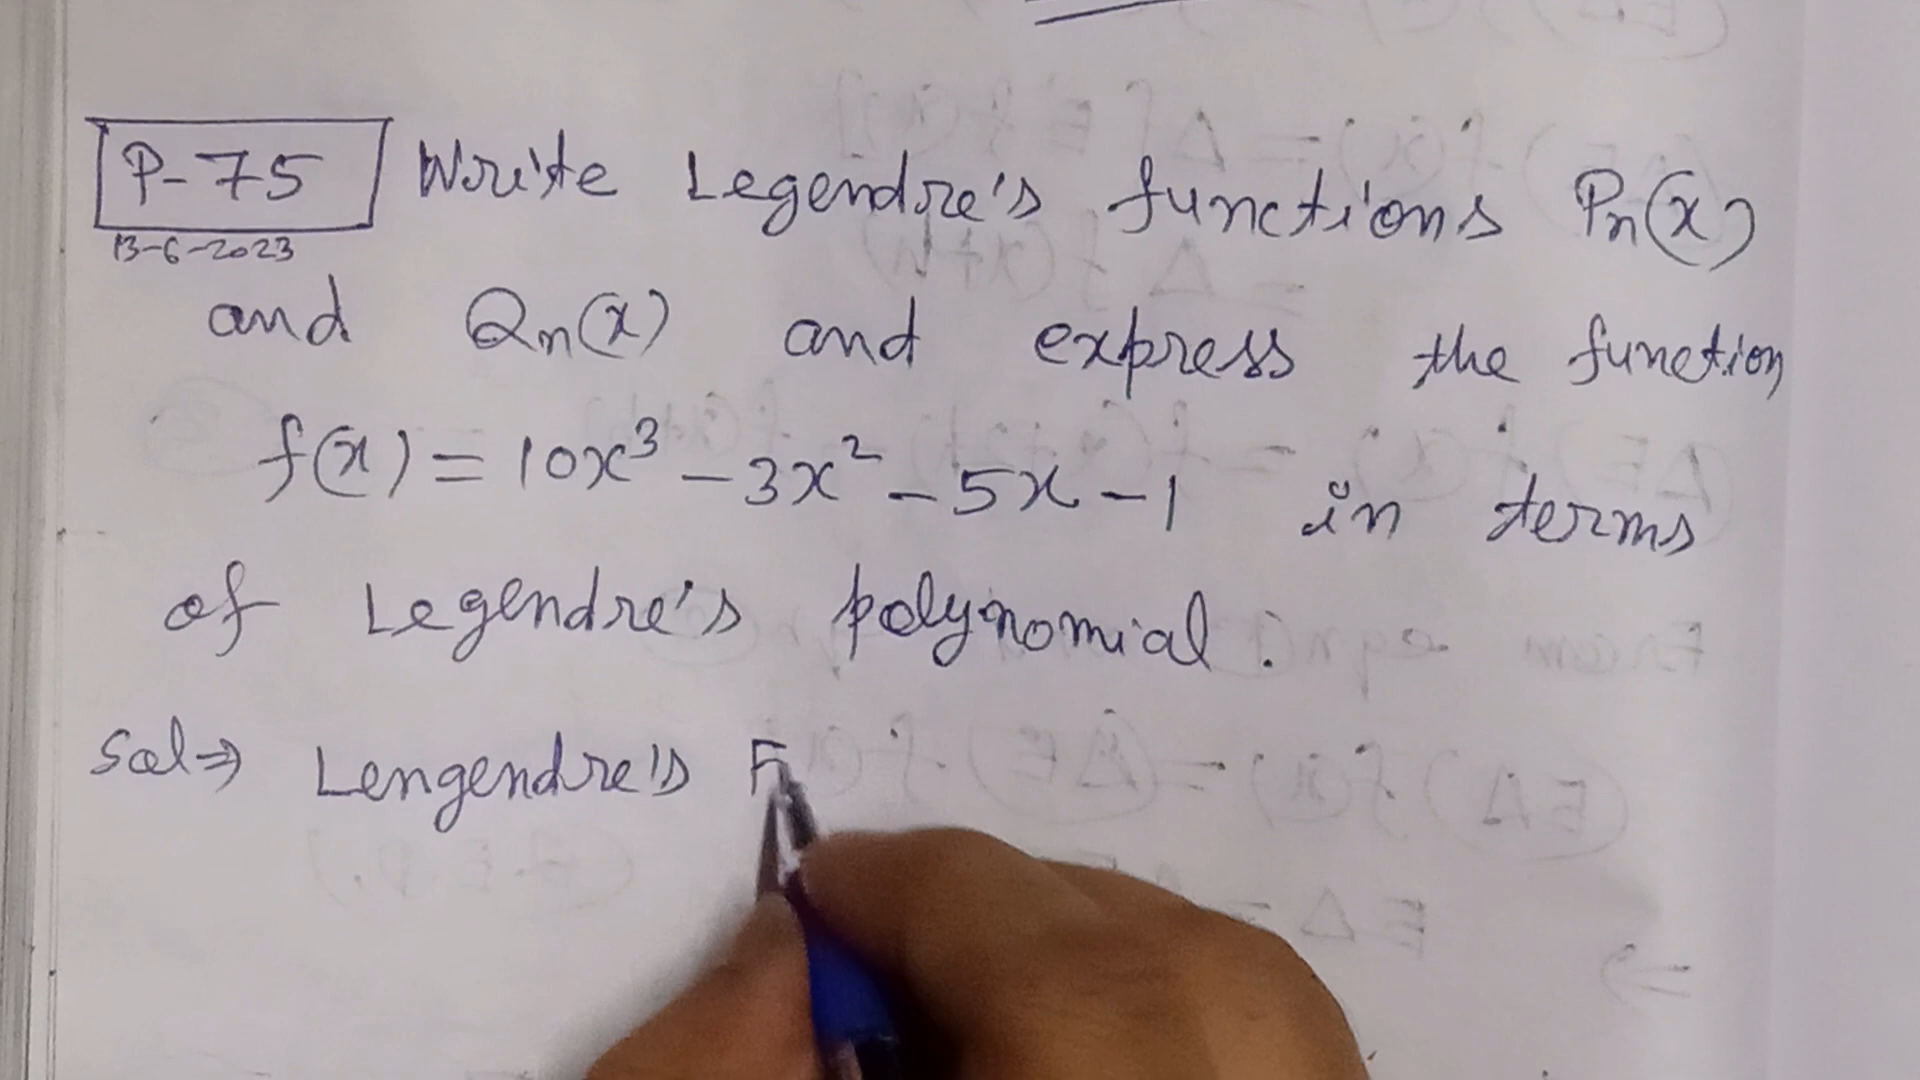 P-75 Write Legendre's functions Pn(x)
13-6-2023
and Qn(x) and express the function
f(x) = 10x³ - 3x² - 5x - 1 in terms
of Legendre's polynomial.
Sol⇒ Lengendre's F